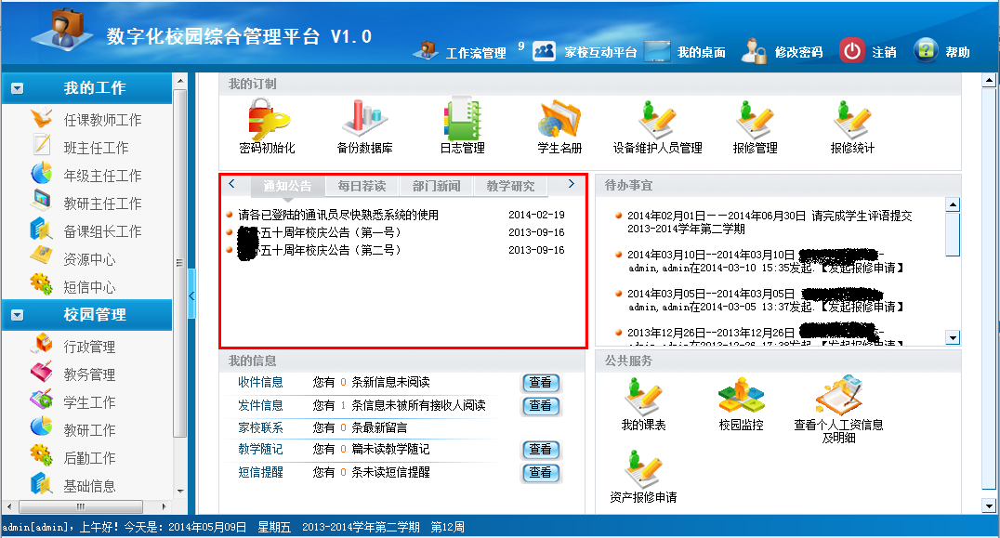 数字化校园综合管理平台 V1.0
工作流管理 9 家校互动平台 我的桌面 修改密码 注销 帮助
我的工作
任课教师工作
班主任工作
年级主任工作
教研主任工作
备课组长工作
资源中心
短信中心
校园管理
行政管理
教务管理
学生工作
教研工作
后勤工作
基础信息
我的订制
密码初始化 备份数据库 日志管理 学生名册 设备维护人员管理 报修管理 报修统计
通知公告 每日荐读 部门新闻 教学研究
请各已登陆的通讯员尽快熟悉系统的使用 2014-02-19
五十周年校庆公告（第一号） 2013-09-16
五十周年校庆公告（第二号） 2013-09-16
待办事宜
2014年02月01日——2014年06月30日 请完成学生评语提交
2013-2014学年第二学期
2014年03月10日--2014年03月10日
admin,admin在2014-03-10 15:35发起.【发起报修申请】
2014年03月05日--2014年03月05日
admin,admin在2014-03-05 13:37发起.【发起报修申请】
2013年12月26日--2013年12月26日
admin,admin在2013-12-26 17:38发起.【发起报修申请】
我的信息
收件信息 您有 0 条新信息未阅读 查看
发件信息 您有 1 条信息未被所有接收人阅读 查看
家校联系 您有 0 条最新留言
教学随记 您有 0 篇未读教学随记 查看
短信提醒 您有 0 条未读短信提醒 查看
公共服务
我的课表 校园监控 查看个人工资信息
及明细
资产报修申请
admin[admin]，上午好！今天是：2014年05月09日 星期五 2013-2014学年第二学期 第12周